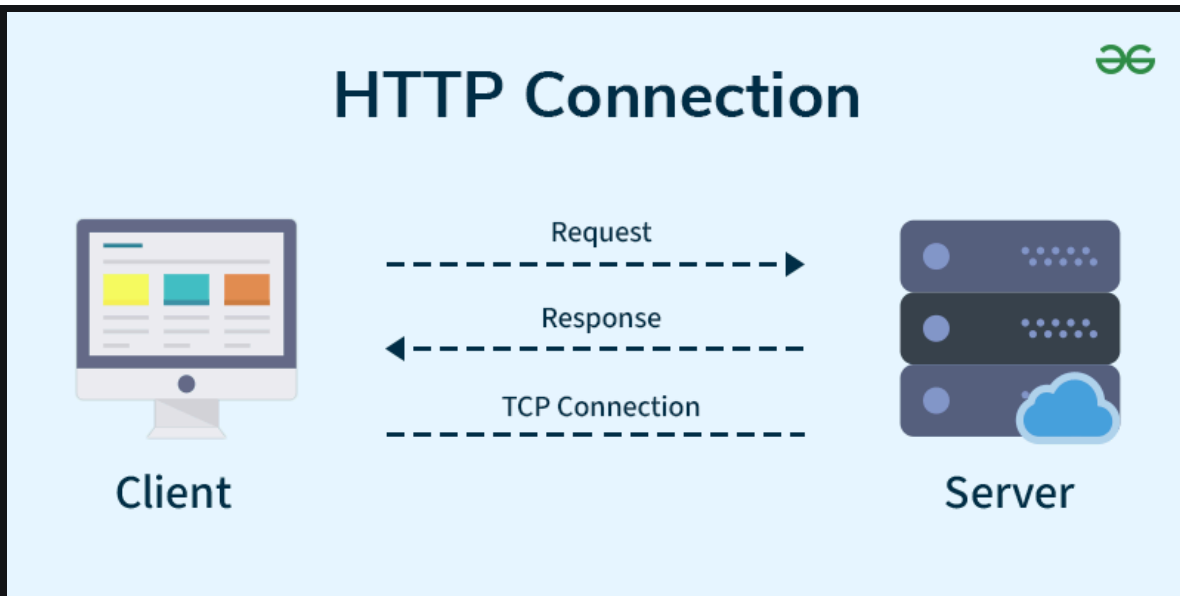 HTTP Connection
Request
Response
TCP Connection
Client
Server